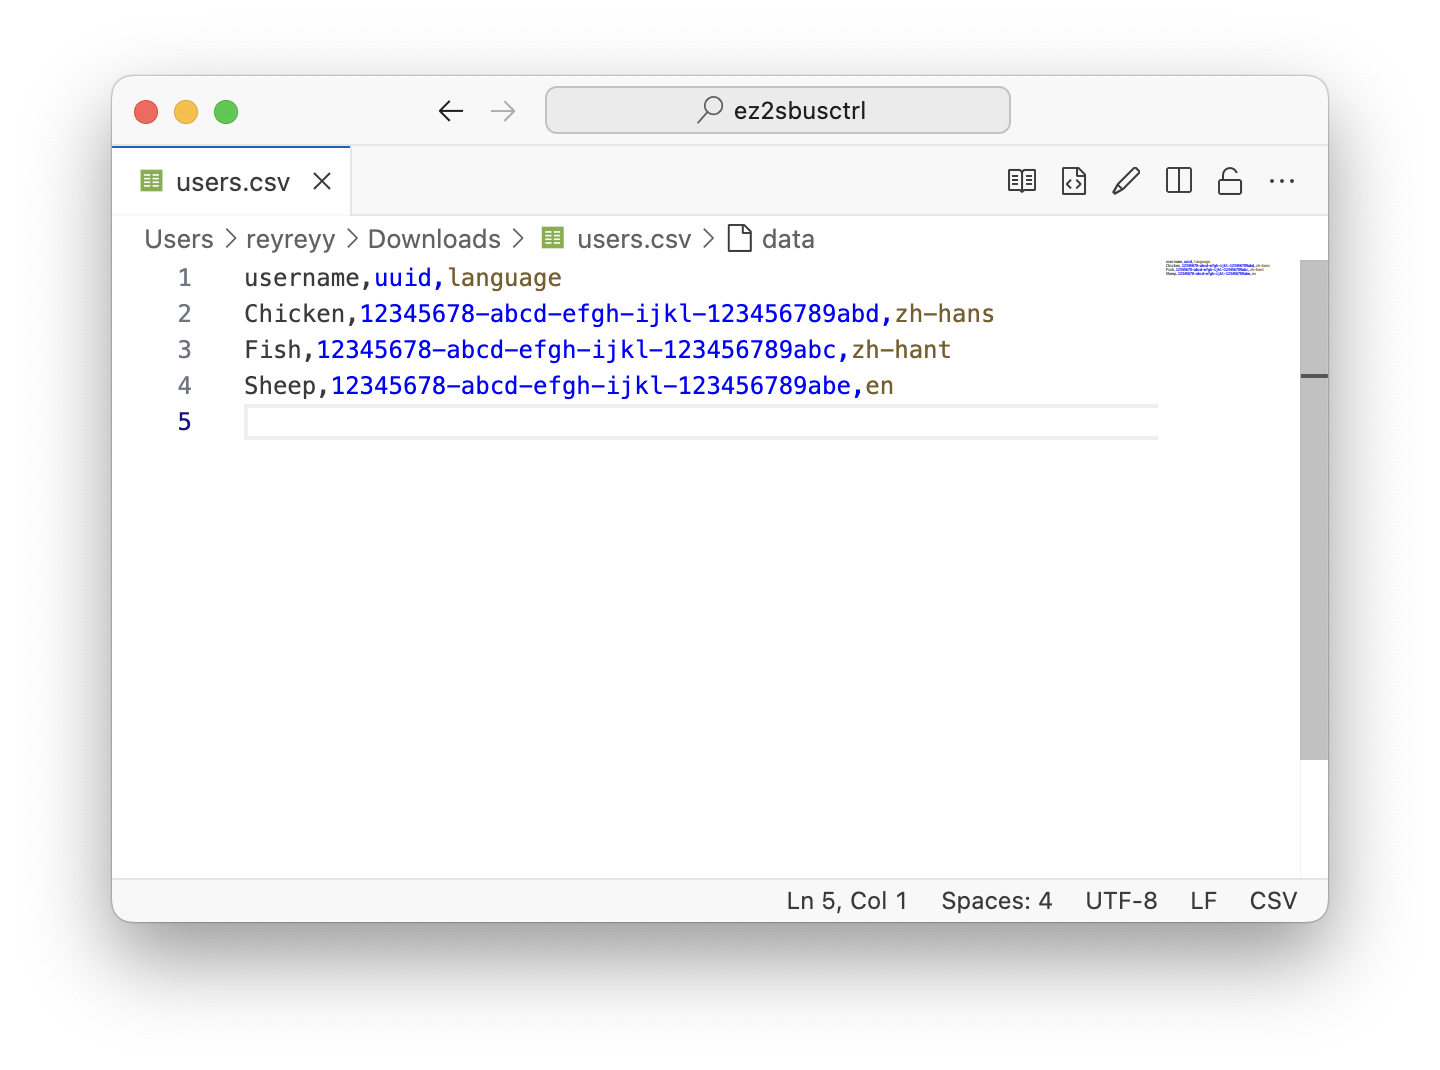 ez2sbusctrl
users.csv
Users > reyreyy > Downloads > users.csv > data
1 username,uuid,language
2 Chicken,12345678-abcd-efgh-ijkl-123456789abd,zh-hans
3 Fish,12345678-abcd-efgh-ijkl-123456789abc,zh-hant
4 Sheep,12345678-abcd-efgh-ijkl-123456789abe,en
5
Ln 5, Col 1 Spaces: 4 UTF-8 LF CSV